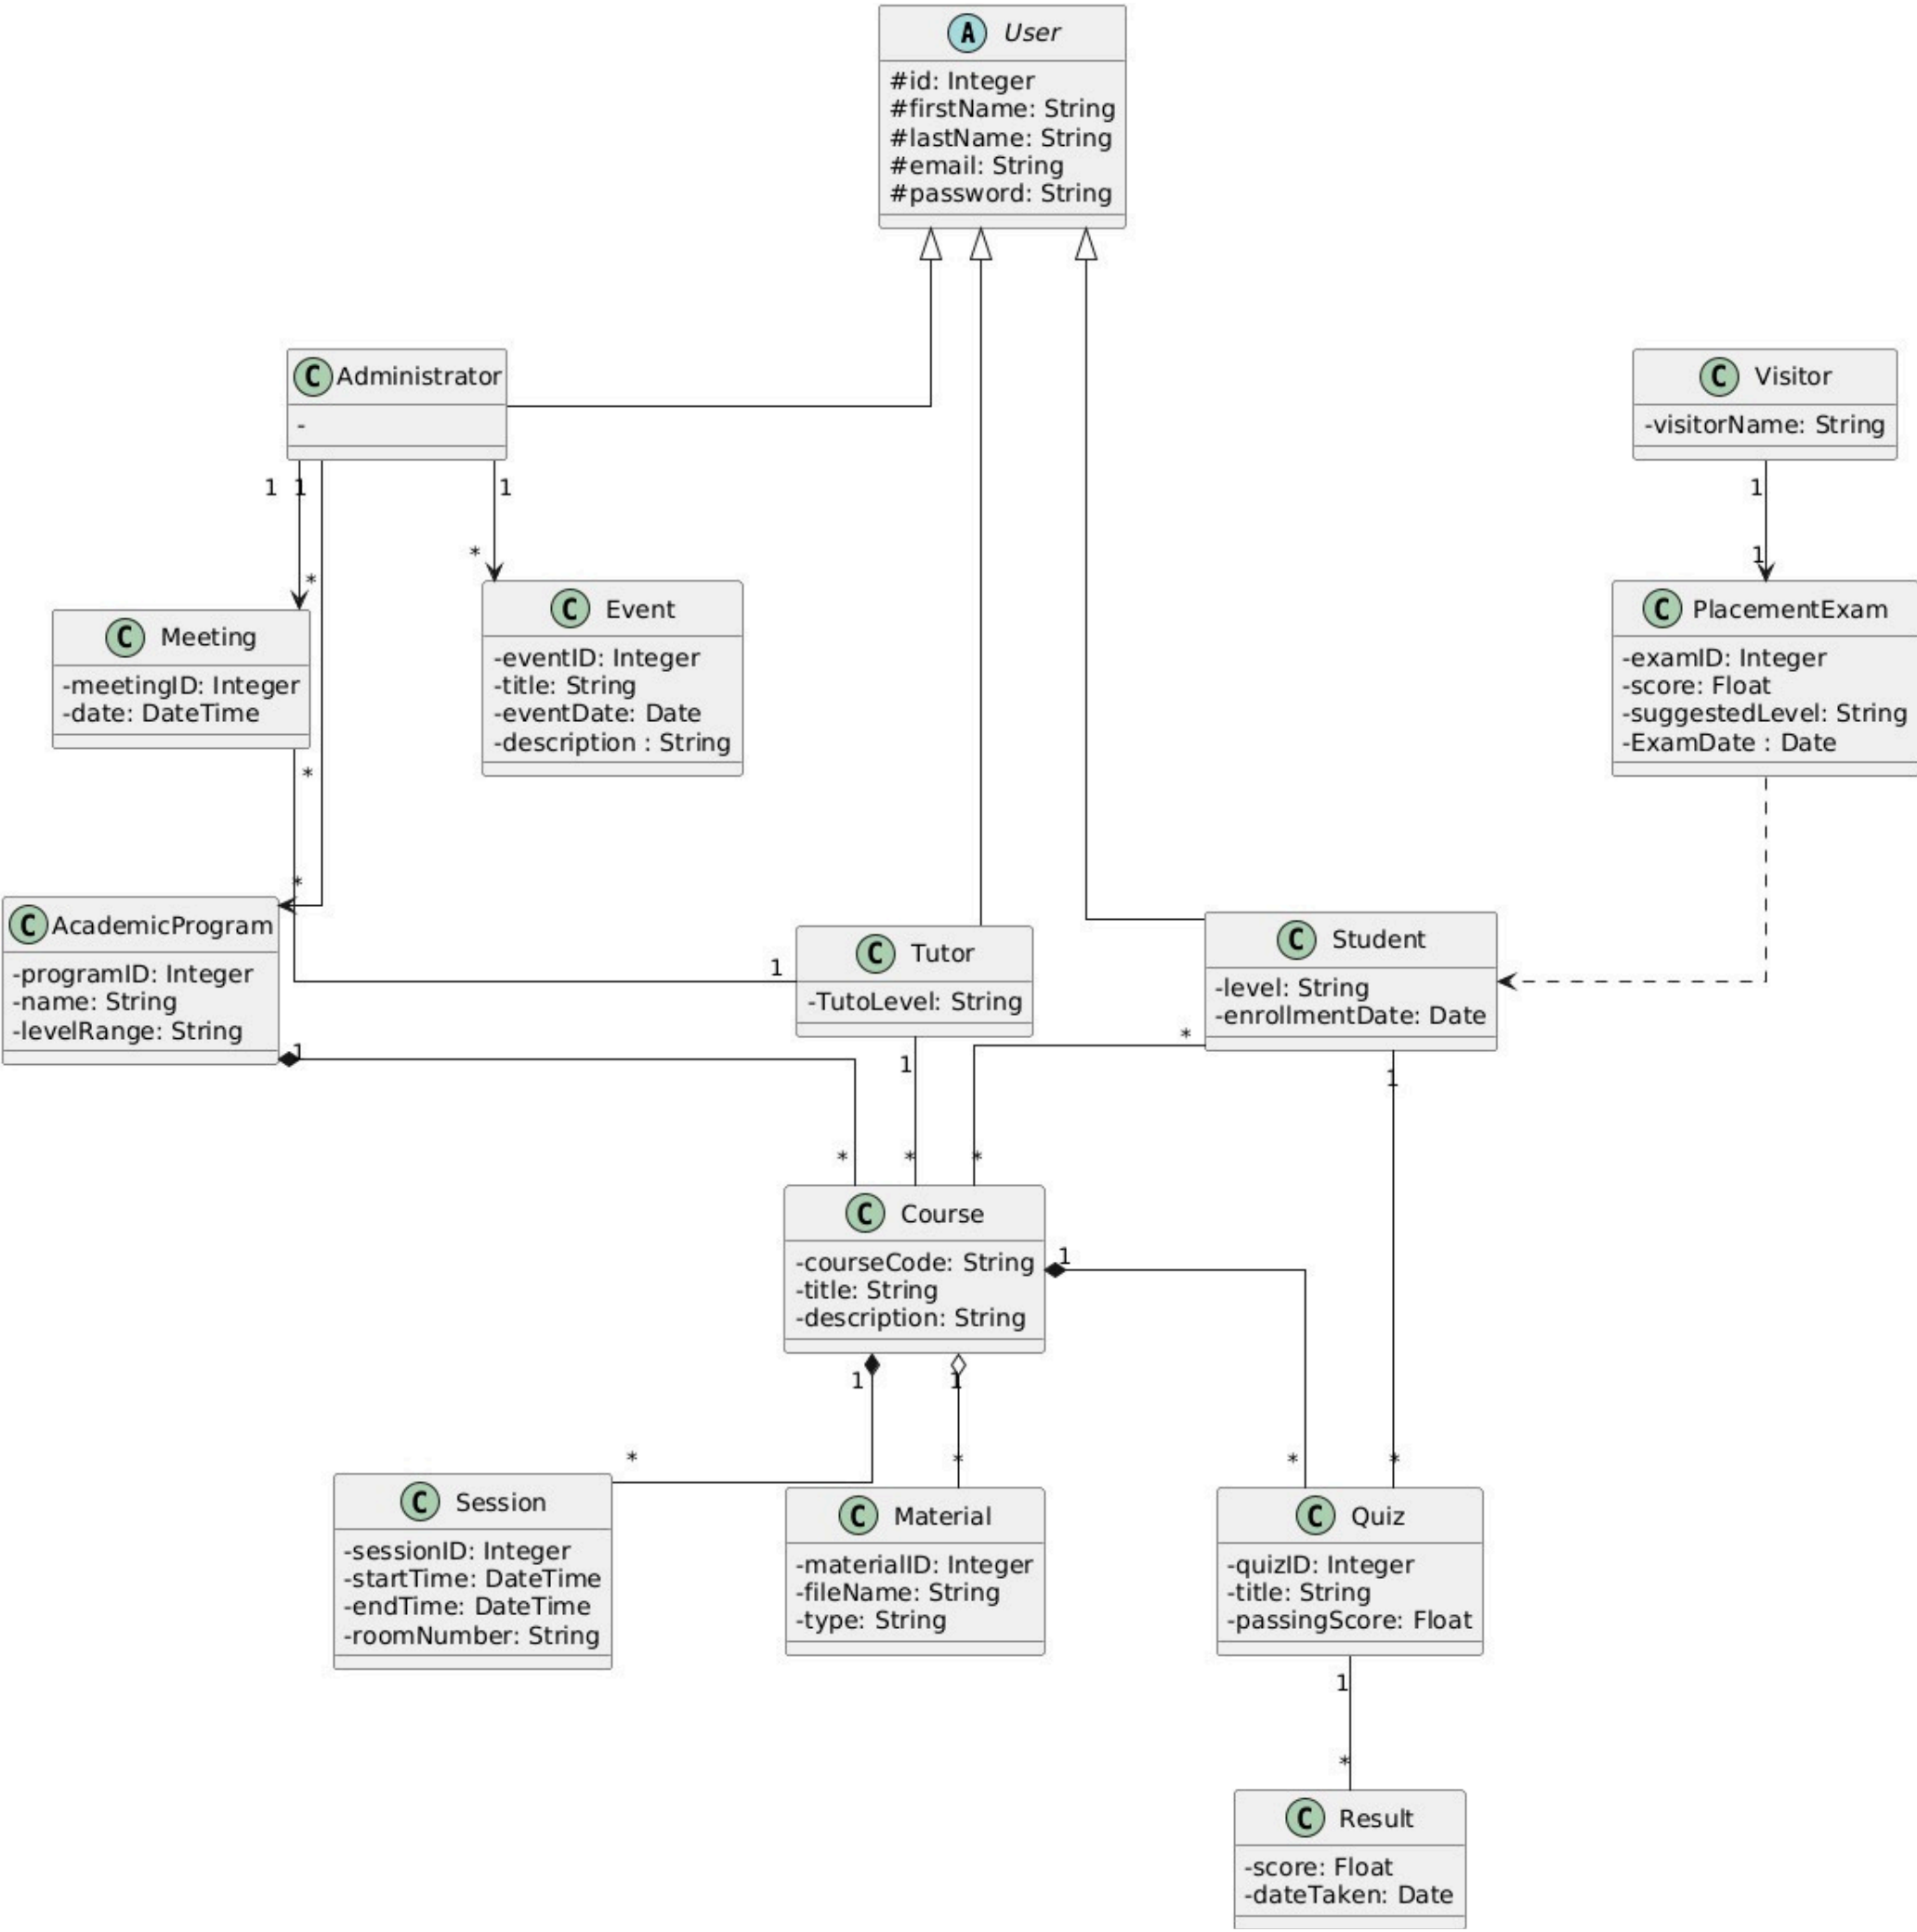 A User
#id: Integer
#firstName: String
#lastName: String
#email: String
#password: String
C Administrator
-
C Visitor
-visitorName: String
1 1
1
1
*
*
1
C Meeting
-meetingID: Integer
-date: DateTime
C Event
-eventID: Integer
-title: String
-eventDate: Date
-description : String
C PlacementExam
-examID: Integer
-score: Float
-suggestedLevel: String
-ExamDate : Date
*
*
C AcademicProgram
-programID: Integer
-name: String
-levelRange: String
1
C Tutor
-TutoLevel: String
C Student
-level: String
-enrollmentDate: Date
*
1
1
1
*
*
*
C Course
-courseCode: String
-title: String
-description: String
1
1
1
*
*
*
*
C Session
-sessionID: Integer
-startTime: DateTime
-endTime: DateTime
-roomNumber: String
C Material
-materialID: Integer
-fileName: String
-type: String
C Quiz
-quizID: Integer
-title: String
-passingScore: Float
1
*
C Result
-score: Float
-dateTaken: Date